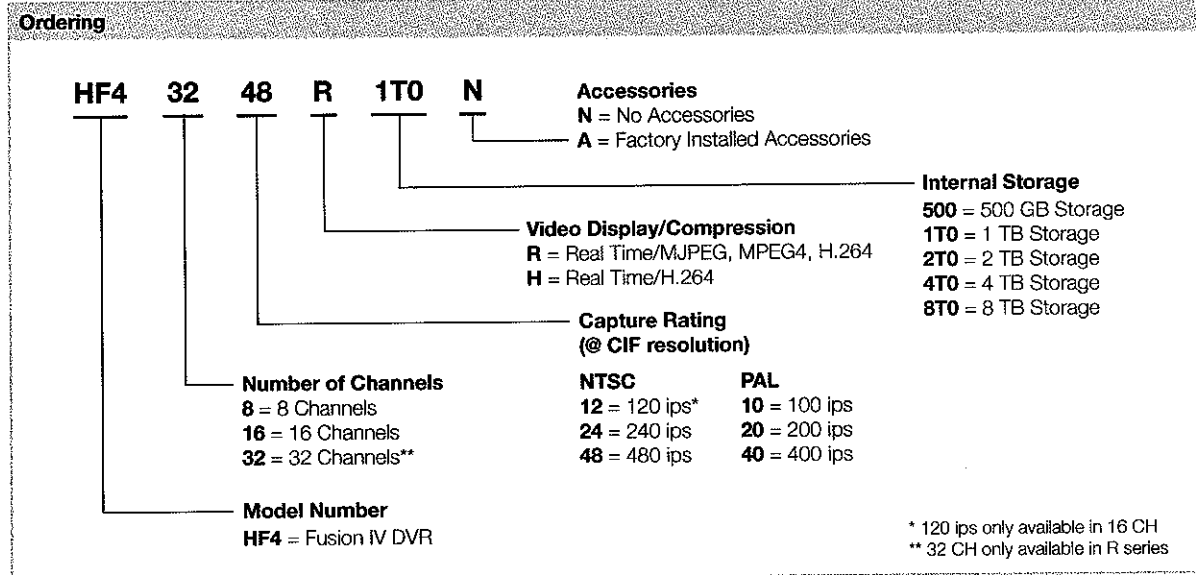 Ordering
HF4 32 48 R 1T0 N
Accessories
N = No Accessories
A = Factory Installed Accessories
Internal Storage
500 = 500 GB Storage
1T0 = 1 TB Storage
2T0 = 2 TB Storage
4T0 = 4 TB Storage
8T0 = 8 TB Storage
Video Display/Compression
R = Real Time/MJPEG, MPEG4, H.264
H = Real Time/H.264
Capture Rating
(@ CIF resolution)
NTSC PAL
12 = 120 ips* 10 = 100 ips
24 = 240 ips 20 = 200 ips
48 = 480 ips 40 = 400 ips
Number of Channels
8 = 8 Channels
16 = 16 Channels
32 = 32 Channels**
Model Number
HF4 = Fusion IV DVR
* 120 ips only available in 16 CH
** 32 CH only available in R series